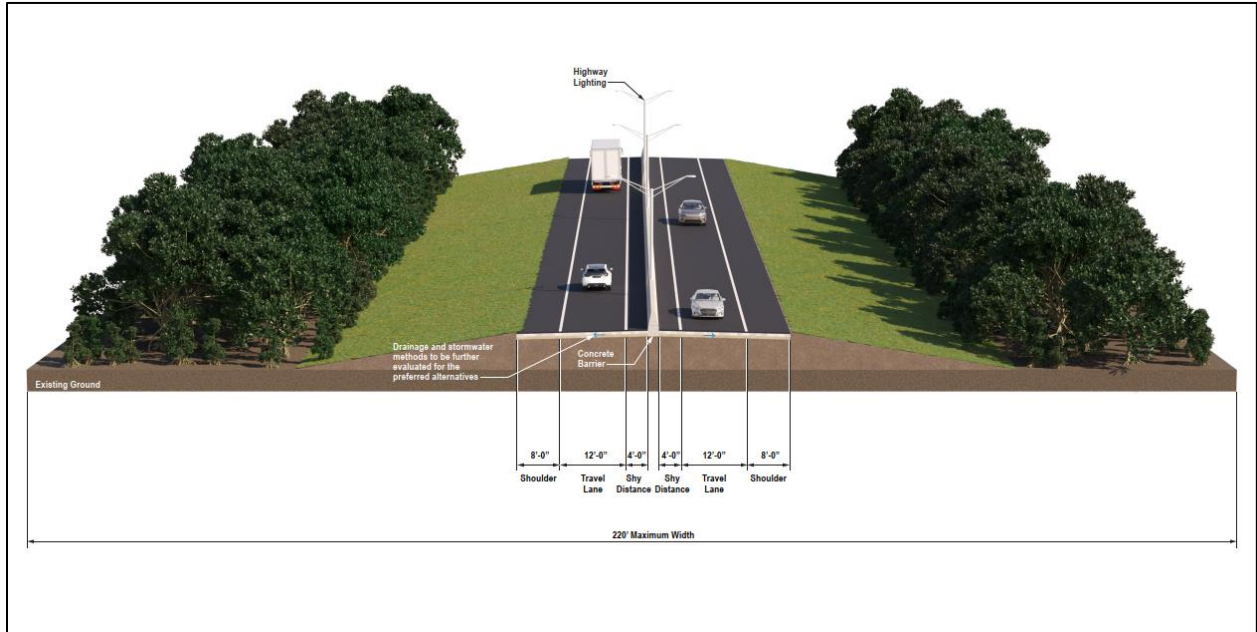 Highway
Lighting
Drainage and stormwater
methods to be further
evaluated for the
preferred alternatives
Concrete
Barrier
Existing Ground
8'-0" 12'-0" 4'-0" 4'-0" 12'-0" 8'-0"
Shoulder Travel Shy Shy Travel Shoulder
Lane Distance Distance Lane
220' Maximum Width